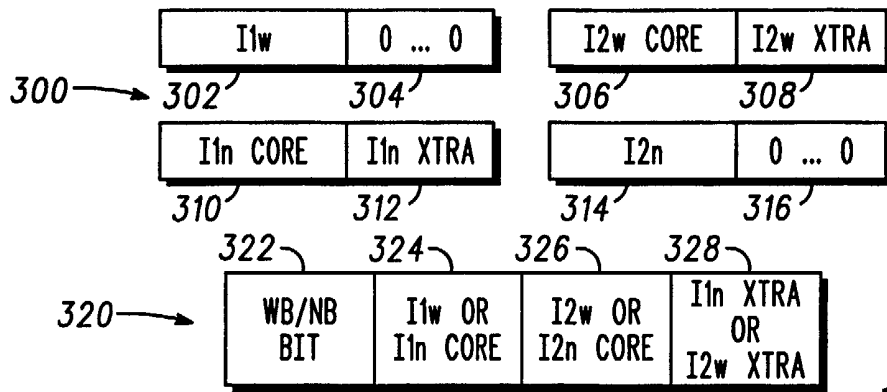 I1w 0 ... 0 I2w CORE I2w XTRA
300 302 304 306 308
I1n CORE I1n XTRA I2n 0 ... 0
310 312 314 316
322 324 326 328
320
WB/NB BIT
I1w OR I1n CORE
I2w OR I2n CORE
I1n XTRA OR I2w XTRA